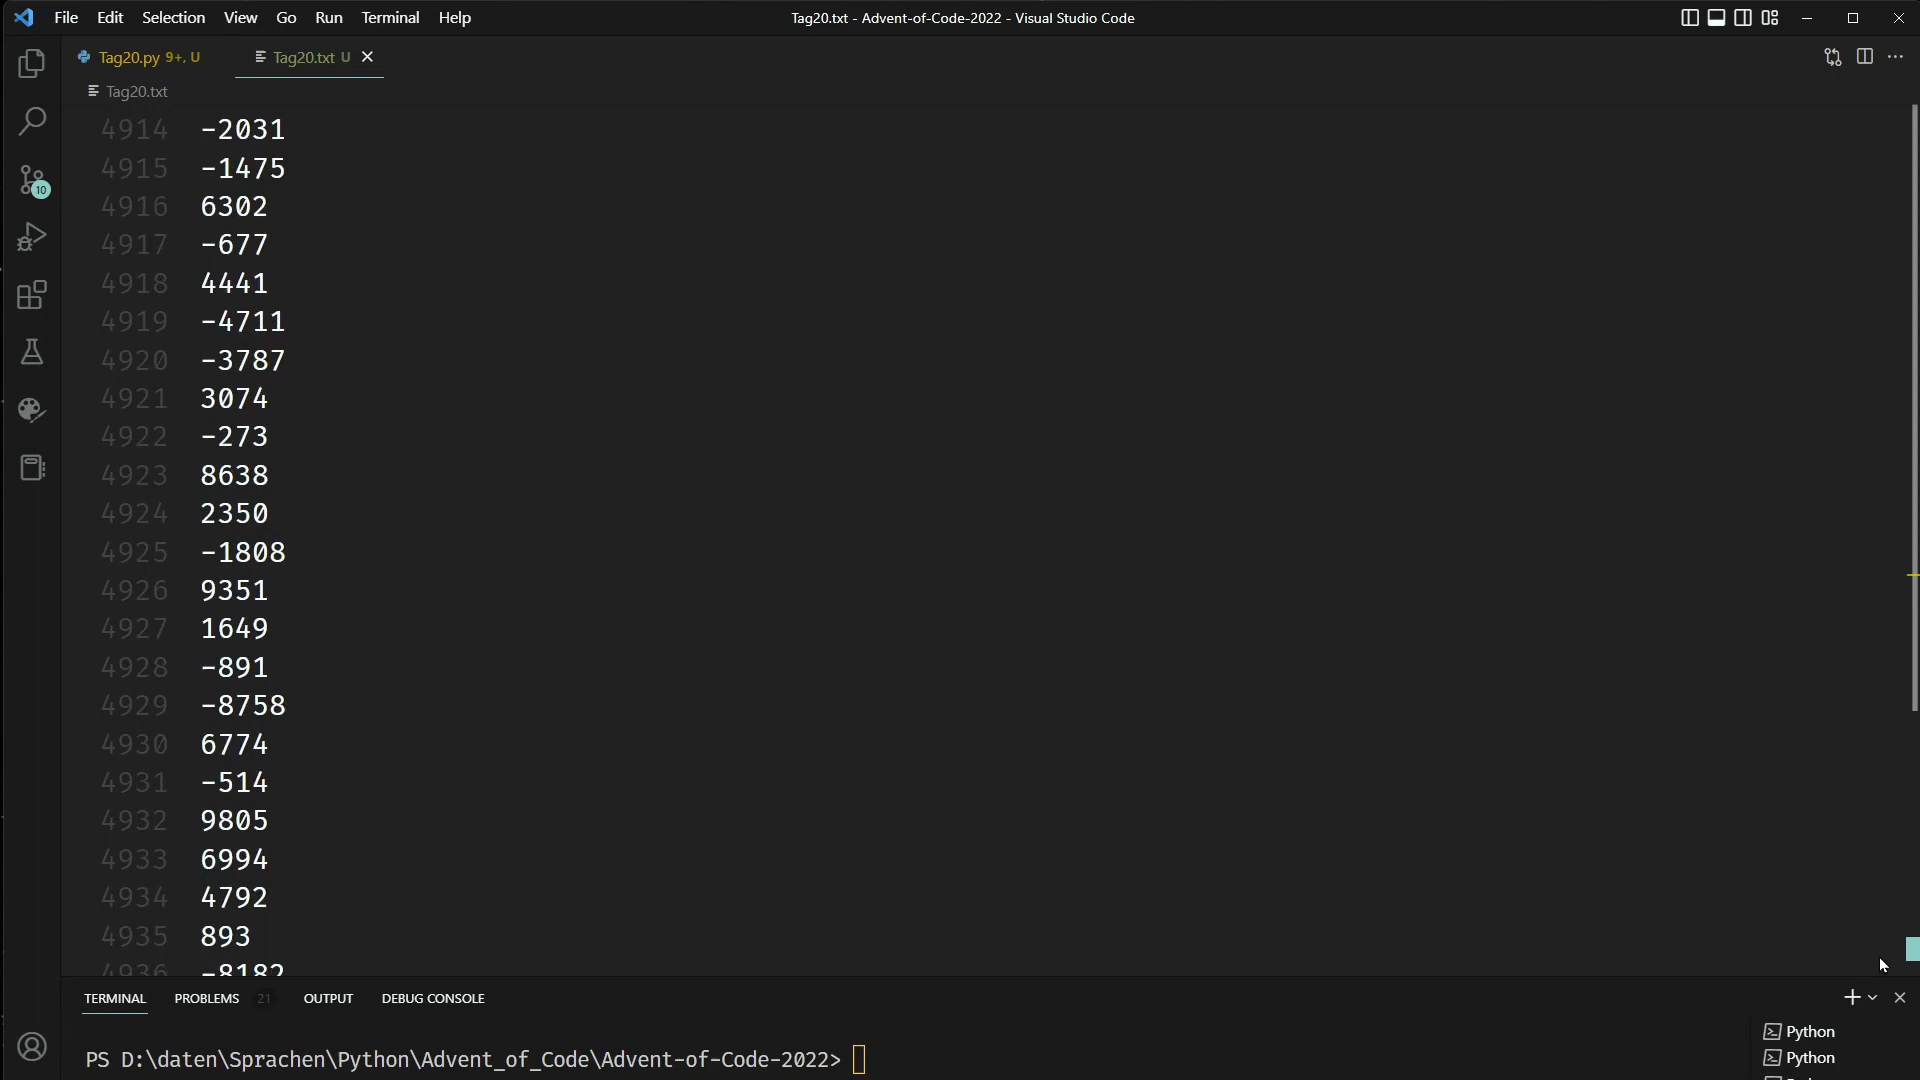 File Edit Selection View Go Run Terminal Help
Tag20.txt - Advent-of-Code-2022 - Visual Studio Code
Tag20.py 9+, U
Tag20.txt U
Tag20.txt
4914 -2031
4915 -1475
4916 6302
4917 -677
4918 4441
4919 -4711
4920 -3787
4921 3074
4922 -273
4923 8638
4924 2350
4925 -1808
4926 9351
4927 1649
4928 -891
4929 -8758
4930 6774
4931 -514
4932 9805
4933 6994
4934 4792
4935 893
4936 -8182
10
TERMINAL PROBLEMS 21 OUTPUT DEBUG CONSOLE
PS D:\daten\Sprachen\Python\Advent_of_Code\Advent-of-Code-2022>
Python
Python